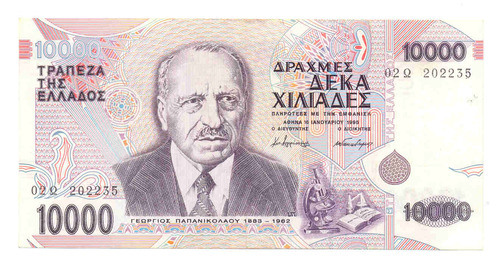 10000
ΤΡΑΠΕΖΑ
ΤΗΣ
ΕΛΛΑΔΟΣ
02Ω 202235
10000
ΓΕΩΡΓΙΟΣ ΠΑΠΑΝΙΚΟΛΑΟΥ 1883-1962
10000
ΔΡΑΧΜΕΣ
ΔΕΚΑ
02Ω 202235
ΧΙΛΙΑΔΕΣ
ΠΛΗΡΩΤΕΕΣ ΜΕ ΤΗΝ ΕΜΦΑΝΙΣΗ
ΑΘΗΝΑ 16 ΙΑΝΟΥΑΡΙΟΥ 1995
Ο ΔΙΕΥΘΥΝΤΗΣ Ο ΔΙΟΙΚΗΤΗΣ
10000